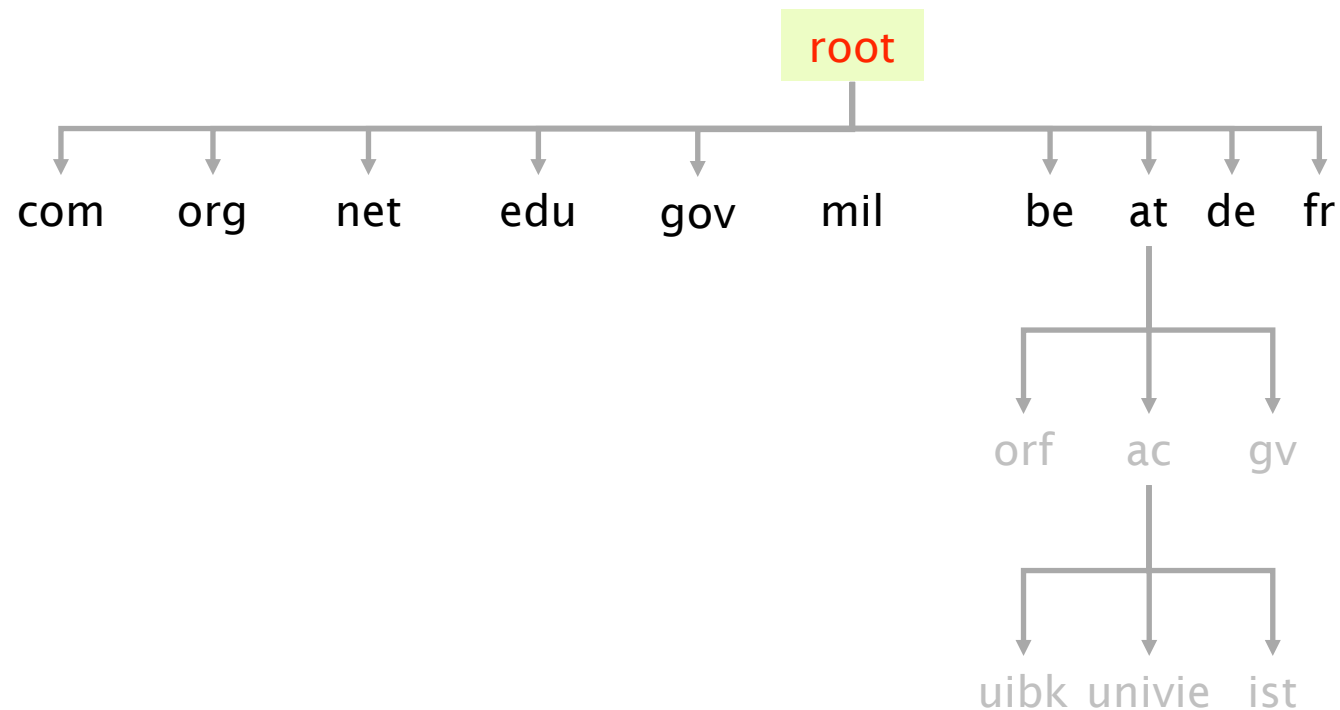 root
com org net edu gov mil be at de fr
orf ac gv
uibk univie ist